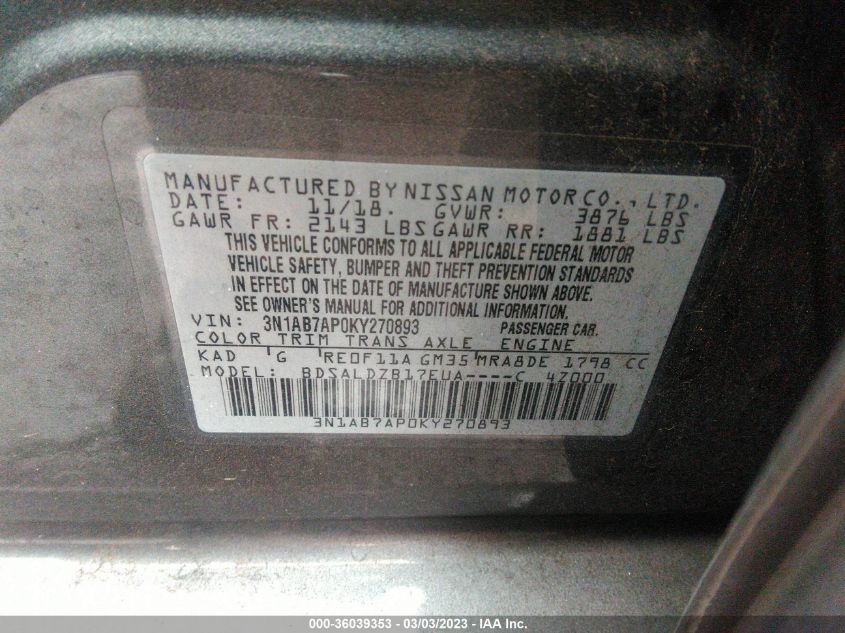 MANUFACTURED BY NISSAN MOTOR CO., LTD.
DATE: 11/18. GVWR: 3876 LBS
GAWR FR: 2143 LBS GAWR RR: 1881 LBS
THIS VEHICLE CONFORMS TO ALL APPLICABLE FEDERAL MOTOR
VEHICLE SAFETY, BUMPER AND THEFT PREVENTION STANDARDS
IN EFFECT ON THE DATE OF MANUFACTURE SHOWN ABOVE.
SEE OWNER'S MANUAL FOR ADDITIONAL INFORMATION
VIN: 3N1AB7AP0KY270893 PASSENGER CAR.
COLOR TRIM TRANS AXLE ENGINE
KAD G RE0F11A GM35 MRA8DE 1798 CC
MODEL: BDSALDZB17EUA----C 4Z000
3N1AB7AP0KY270893
000-36039353 - 03/03/2023 - IAA Inc.